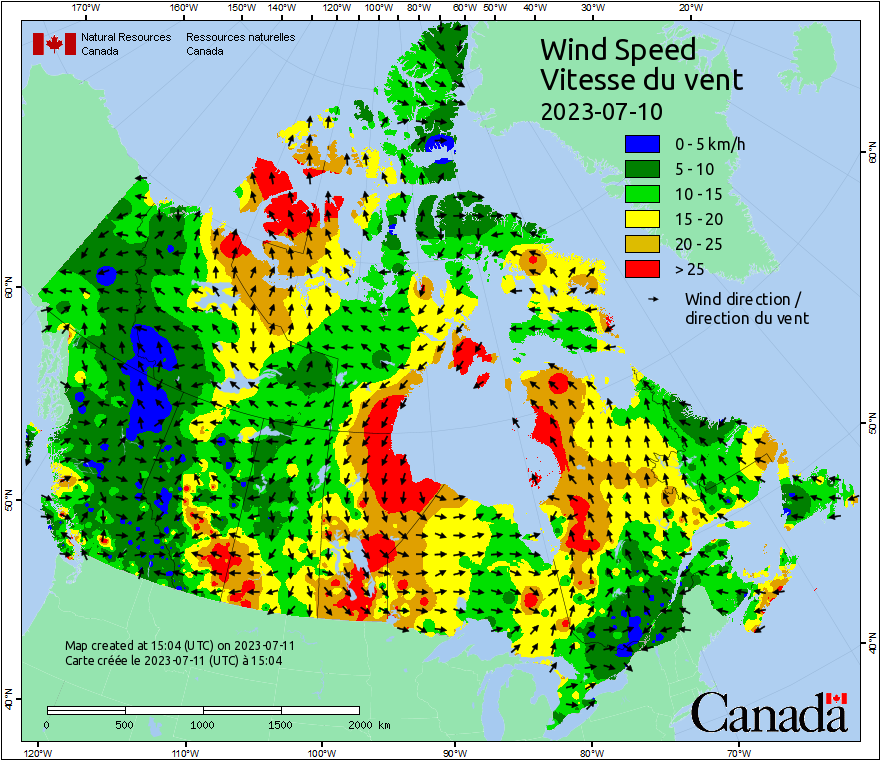 170°W 160°W 150°W 140°W 120°W 100°W 80°W 60°W 50°W 40°W 30°W 20°W
Natural Resources Ressources naturelles
Canada Canada
Wind Speed
Vitesse du vent
2023-07-10
0 - 5 km/h
5 - 10
10 - 15
15 - 20
20 - 25
> 25
Wind direction /
direction du vent
60°N
60°N
50°N
50°N
40°N
40°N
Map created at 15:04 (UTC) on 2023-07-11
Carte créée le 2023-07-11 (UTC) à 15:04
0 500 1000 1500 2000 km
Canada
120°W 110°W 100°W 90°W 80°W 70°W